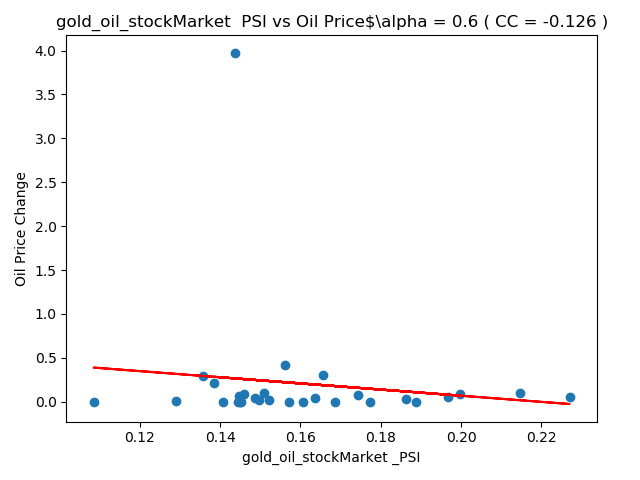 gold_oil_stockMarket  PSI vs Oil Price$\alpha = 0.6 ( CC = -0.126 )
4.0
3.5
3.0
2.5
2.0
1.5
1.0
0.5
0.0
Oil Price Change
0.12 0.14 0.16 0.18 0.20 0.22
gold_oil_stockMarket _PSI